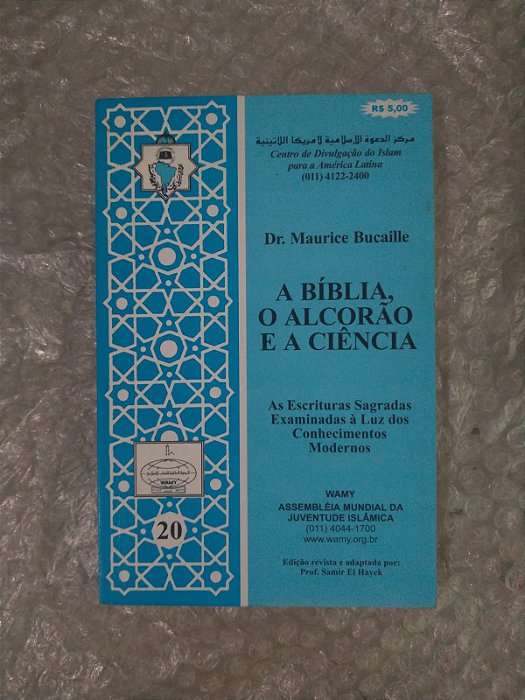 R$ 5,00
مركز الدعوة الإسلامية لأمريكا اللاتينية
Centro de Divulgação do Islam
para a América Latina
(011) 4122-2400
Dr. Maurice Bucaille
A BÍBLIA,
O ALCORÃO
E A CIÊNCIA
As Escrituras Sagradas
Examinadas à Luz dos
Conhecimentos
Modernos
WAMY
ASSEMBLÉIA MUNDIAL DA
JUVENTUDE ISLÂMICA
(011) 4044-1700
www.wamy.org.br
Edição revista e adaptada por:
Prof. Samir El Hayek
WAMY
20